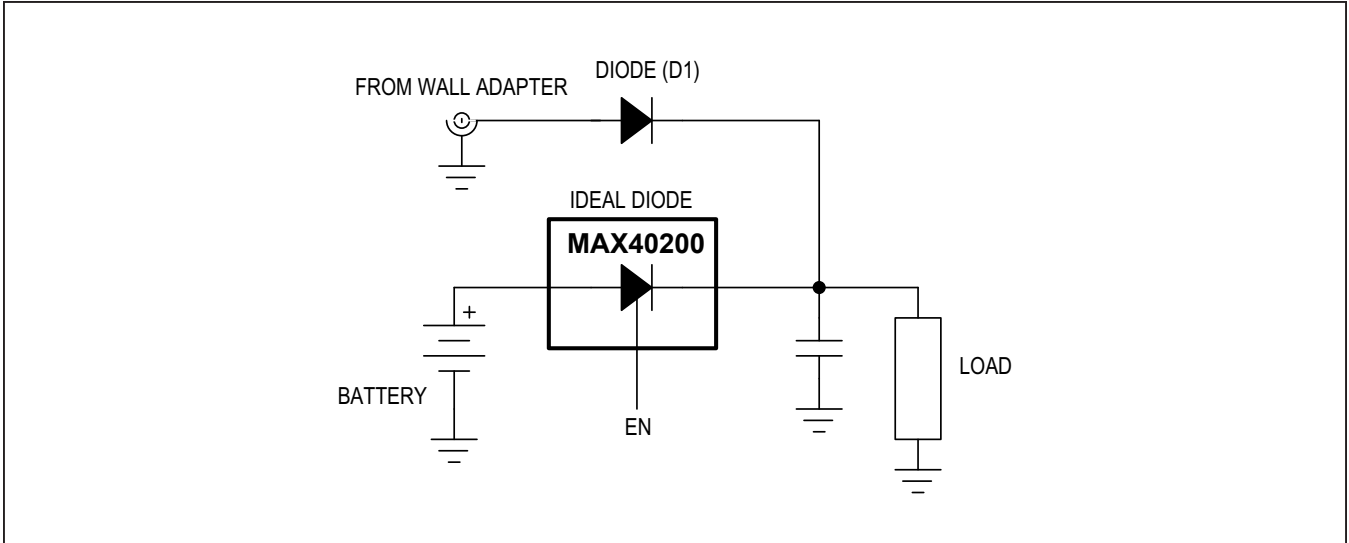 DIODE (D1)
FROM WALL ADAPTER
IDEAL DIODE
MAX40200
+
BATTERY
EN
LOAD